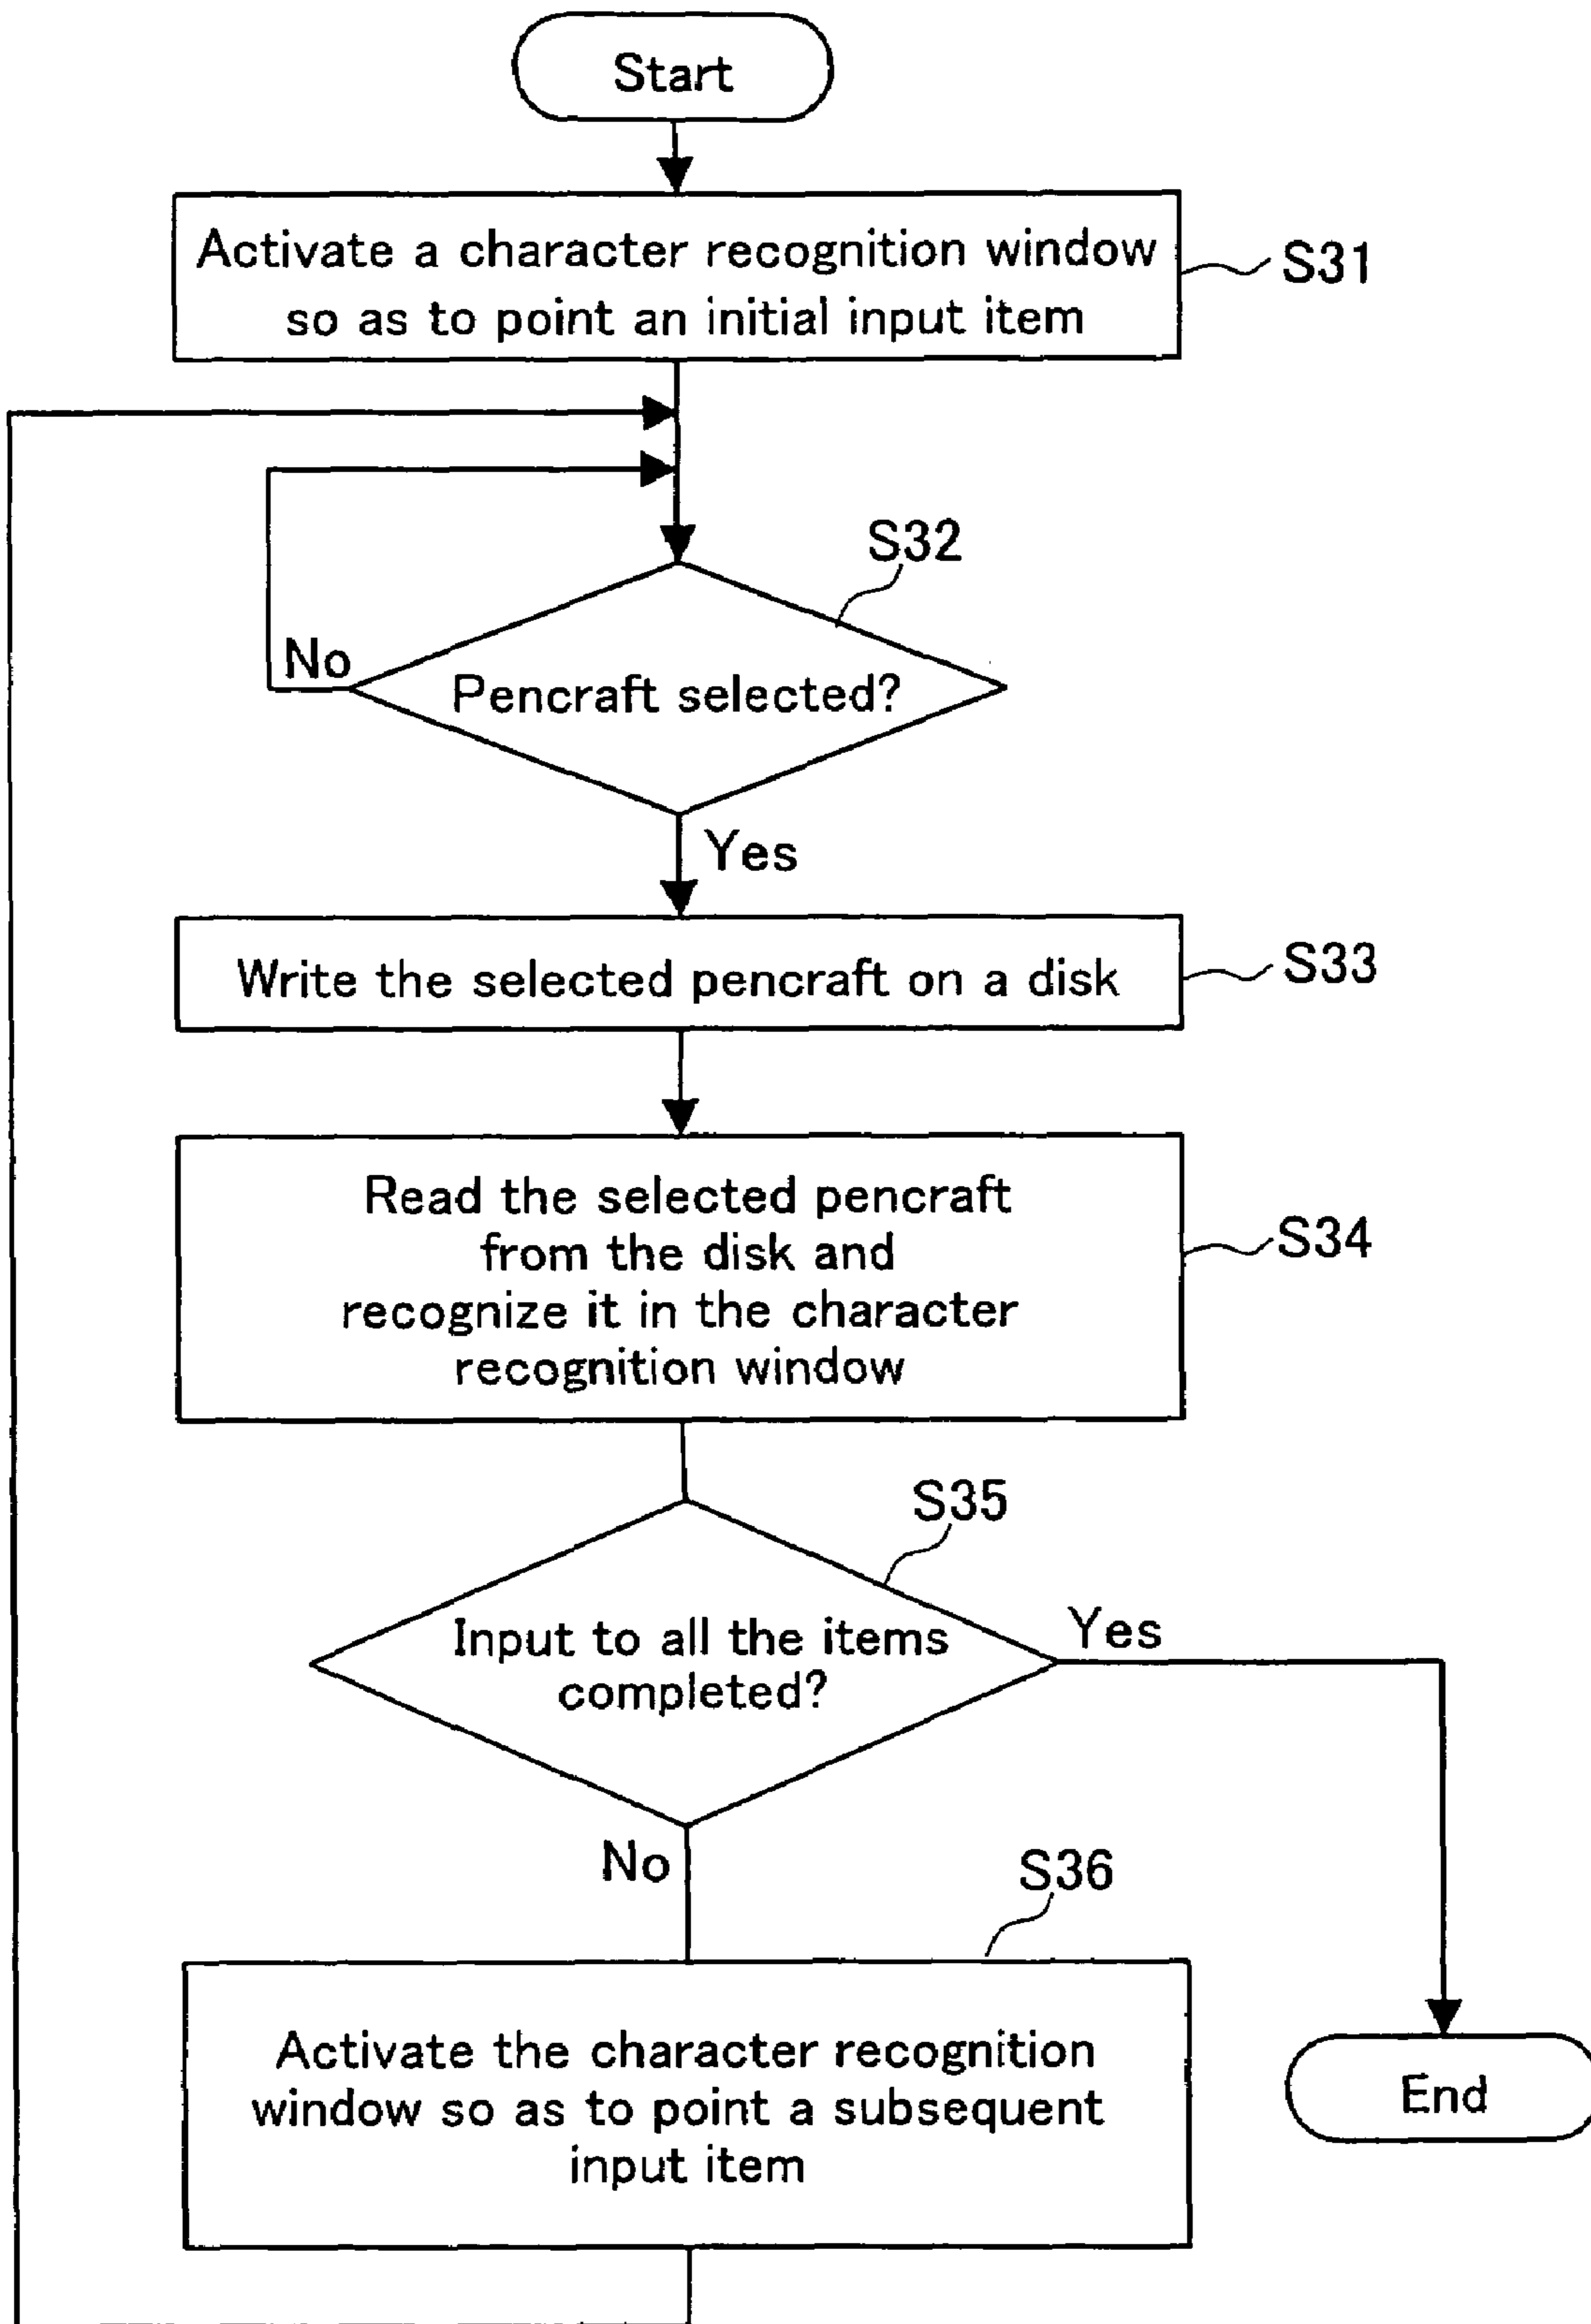 Start
Activate a character recognition window
so as to point an initial input item
S31
S32
No
Pencraft selected?
Yes
Write the selected pencraft on a disk
S33
Read the selected pencraft
from the disk and
recognize it in the character
recognition window
S34
S35
Input to all the items
completed?
Yes
No
S36
Activate the character recognition
window so as to point a subsequent
input item
End